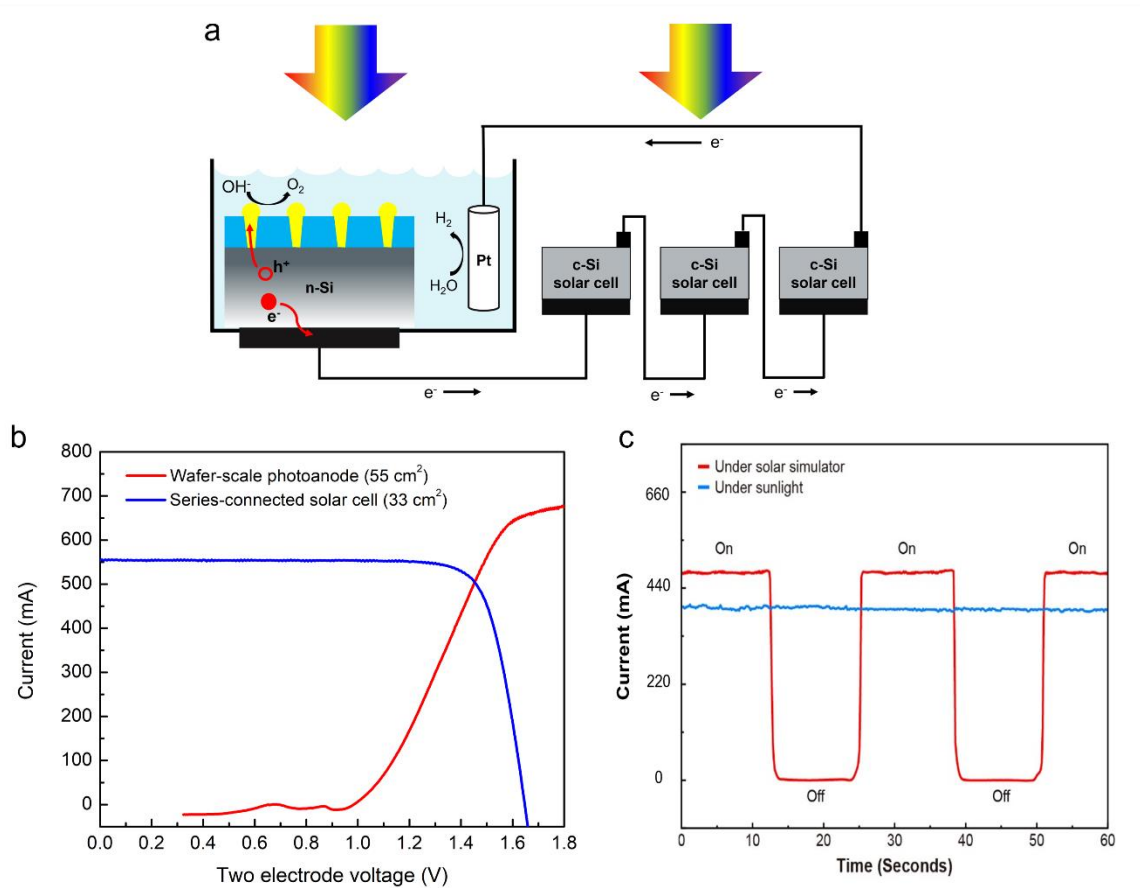 a
e-
OH-
O2
H2
H2O
Pt
h+
n-Si
e-
c-Si
solar cell
c-Si
solar cell
c-Si
solar cell
e-
e-
e-
b
800
700
600
500
400
300
200
100
0
Current (mA)
Wafer-scale photoanode (55 cm2)
Series-connected solar cell (33 cm2)
0.0 0.2 0.4 0.6 0.8 1.0 1.2 1.4 1.6 1.8
Two electrode voltage (V)
c
Under solar simulator
Under sunlight
On On On
Off Off
660
440
220
0
Current (mA)
0 10 20 30 40 50 60
Time (Seconds)